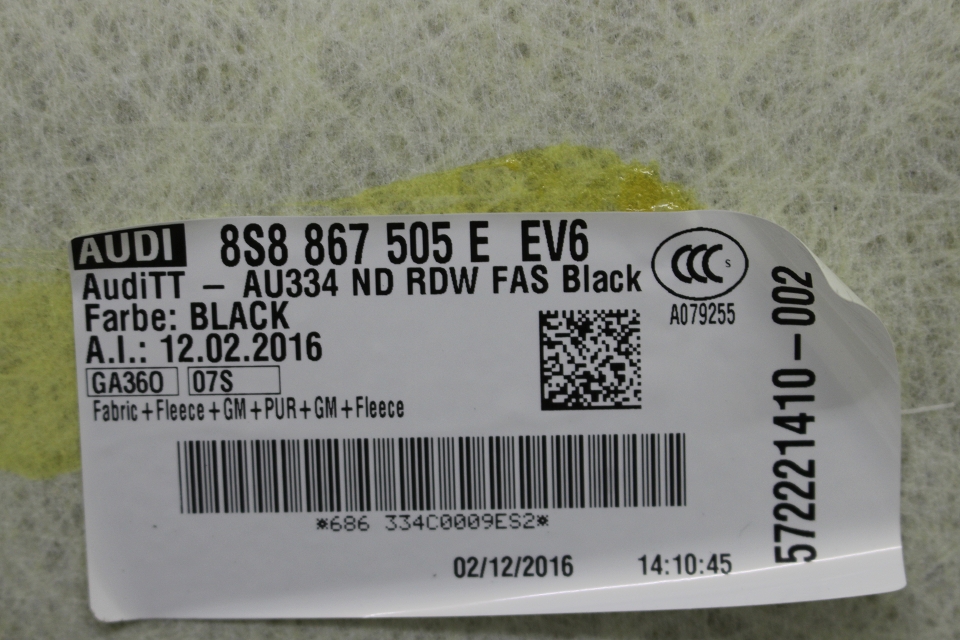 AUDI 8S8 867 505 E EV6
AudiTT - AU334 ND RDW FAS Black
CCC S
A079255
Farbe: BLACK
A.I.: 12.02.2016
GA360 07S
Fabric+Fleece+GM+PUR+GM+Fleece
*686 334C0009ES2*
02/12/2016 14:10:45
5722221410-002